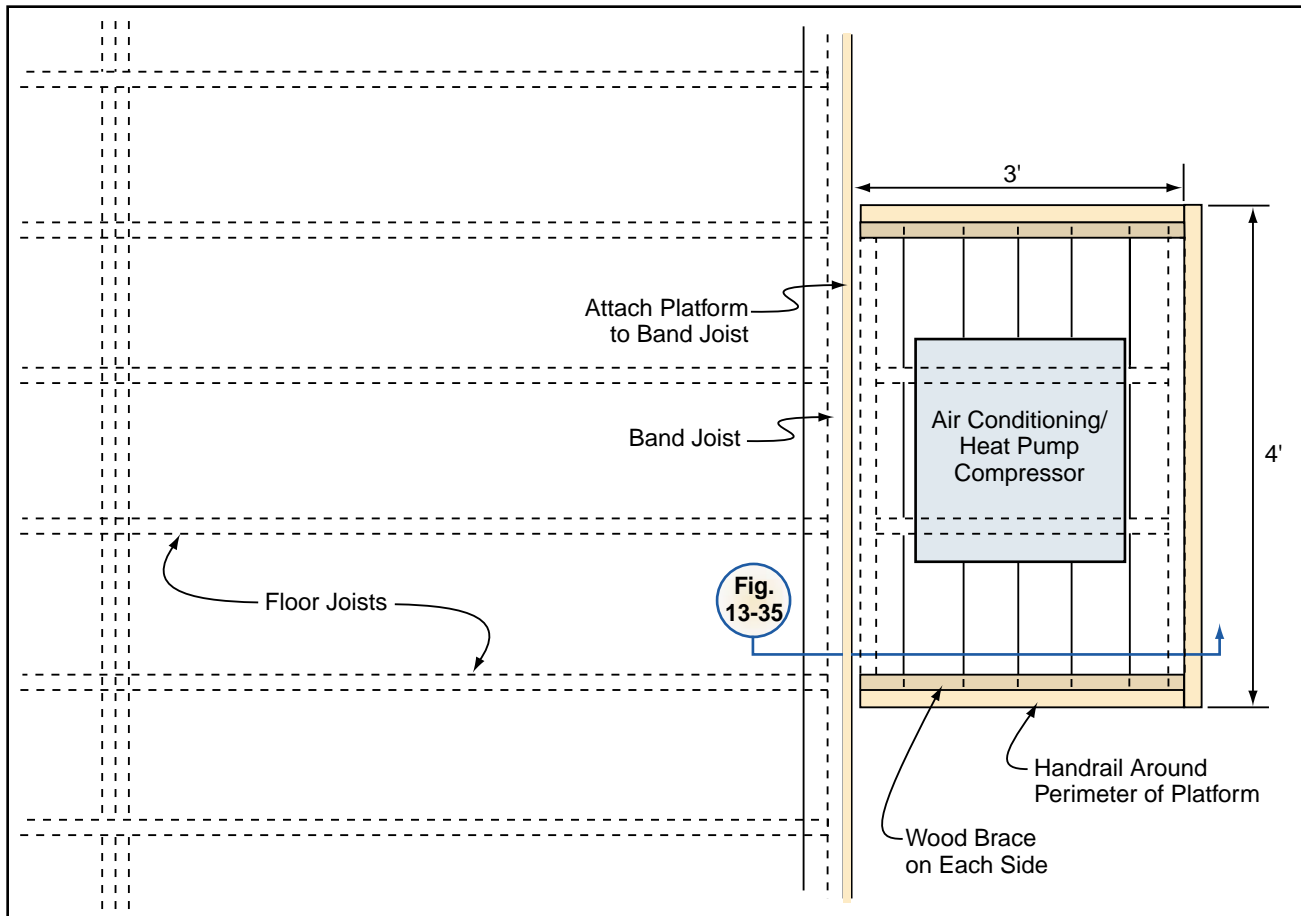 3'
Attach Platform
to Band Joist
Air Conditioning/
Heat Pump
Compressor
Band Joist
4'
Fig.
13-35
Floor Joists
Handrail Around
Perimeter of Platform
Wood Brace
on Each Side